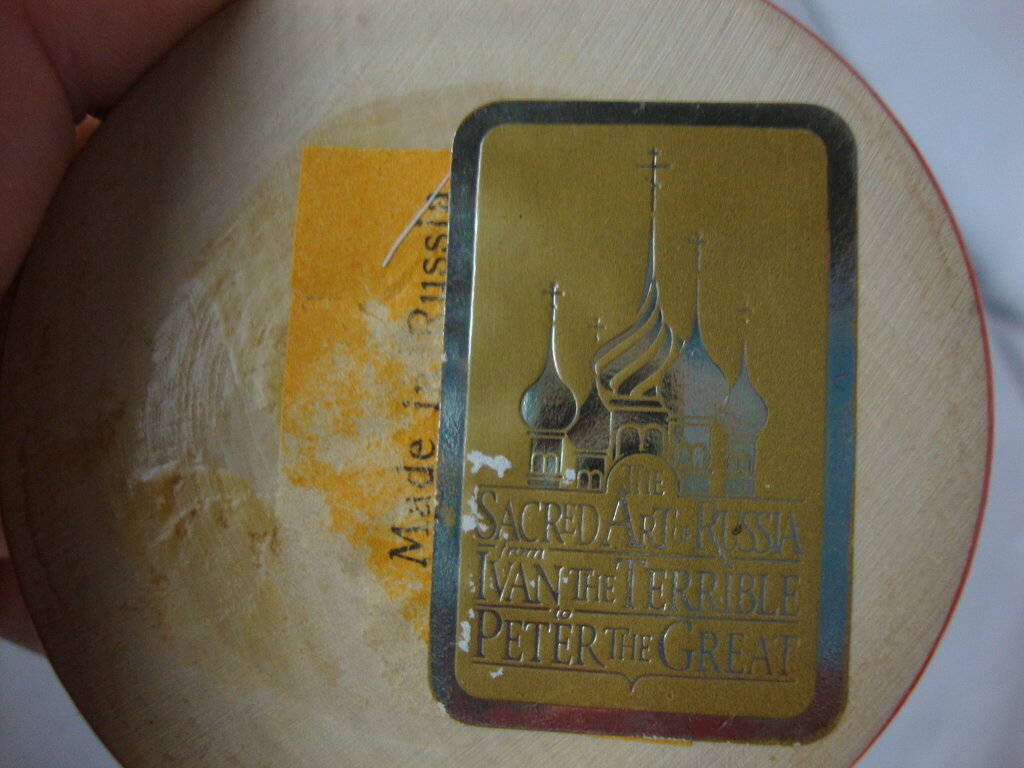 Made In Russia
THE
SACRED ART OF RUSSIA
from
IVAN THE TERRIBLE
to
PETER THE GREAT